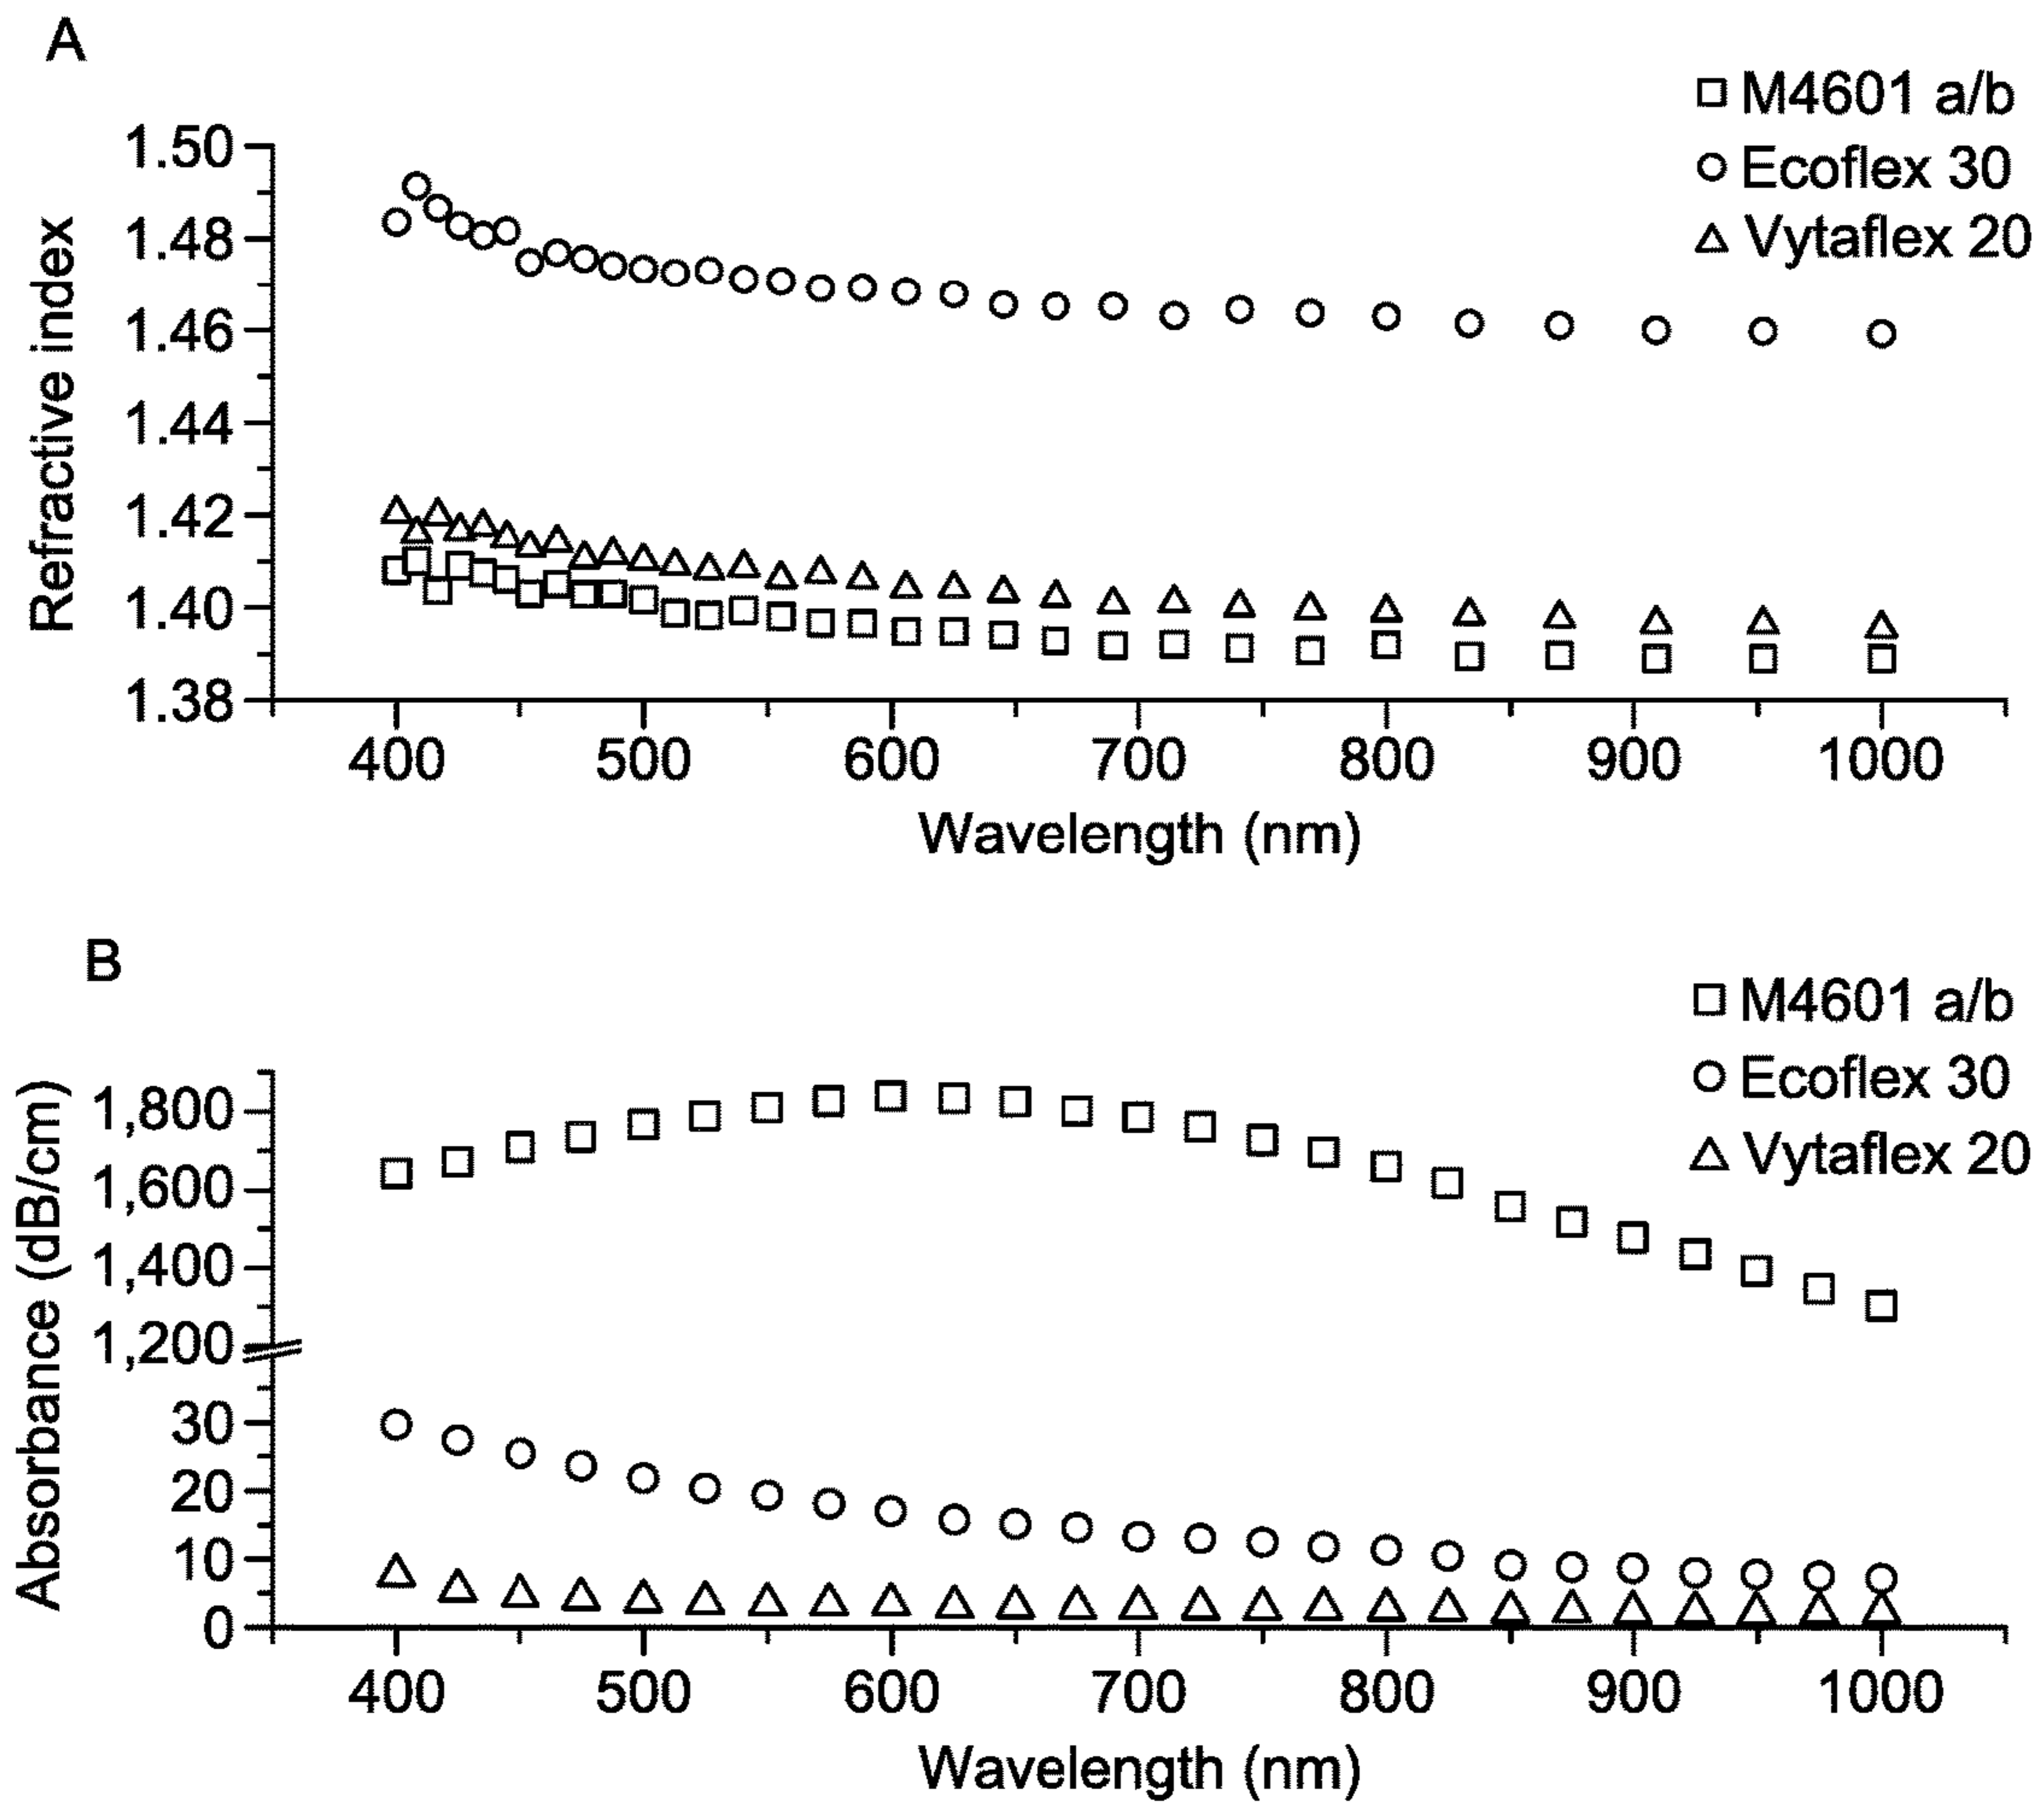 A
M4601 a/b
Ecoflex 30
Vytaflex 20
Refractive index
1.50
1.48
1.46
1.44
1.42
1.40
1.38
400 500 600 700 800 900 1000
Wavelength (nm)
B
M4601 a/b
Ecoflex 30
Vytaflex 20
Absorbance (dB/cm)
1,800
1,600
1,400
1,200
30
20
10
0
400 500 600 700 800 900 1000
Wavelength (nm)